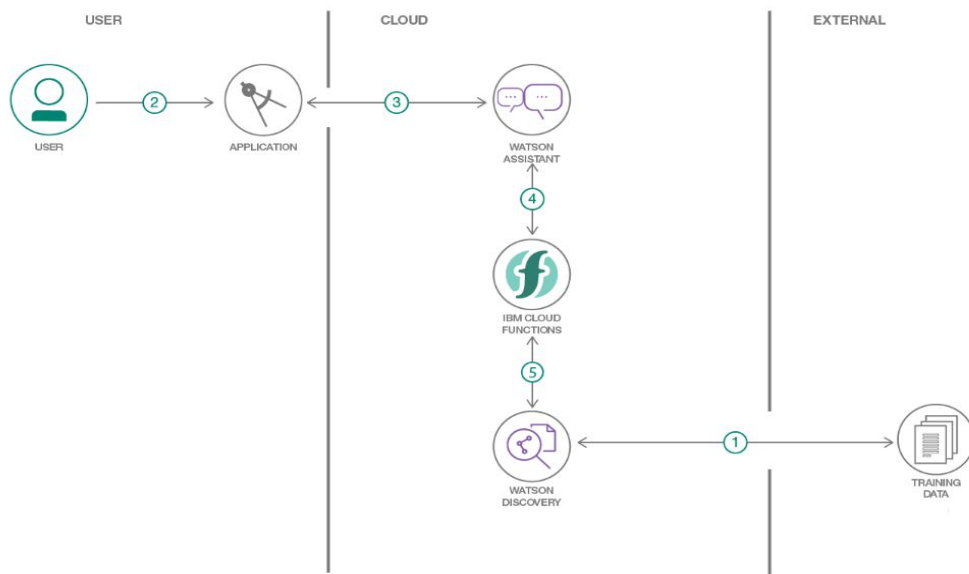 USER
CLOUD
EXTERNAL
2
3
USER
APPLICATION
WATSON
ASSISTANT
4
IBM CLOUD
FUNCTIONS
5
1
WATSON
DISCOVERY
TRAINING
DATA